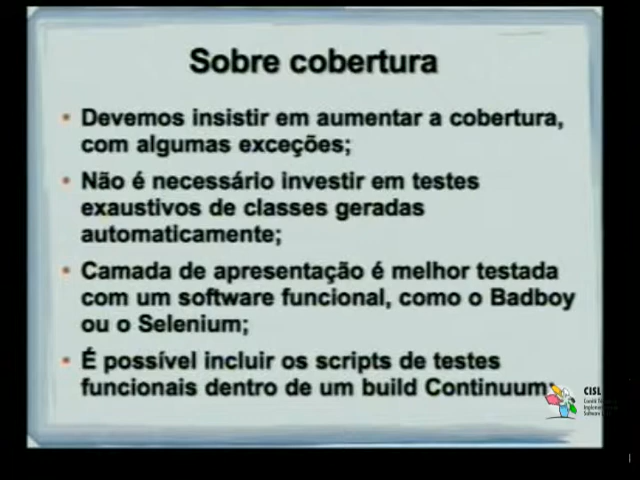 Sobre cobertura
• Devemos insistir em aumentar a cobertura,
com algumas exceções;
• Não é necessário investir em testes
exaustivos de classes geradas
automaticamente;
• Camada de apresentação é melhor testada
com um software funcional, como o Badboy
ou o Selenium;
• É possível incluir os scripts de testes
funcionais dentro de um build Continuum;
CISL